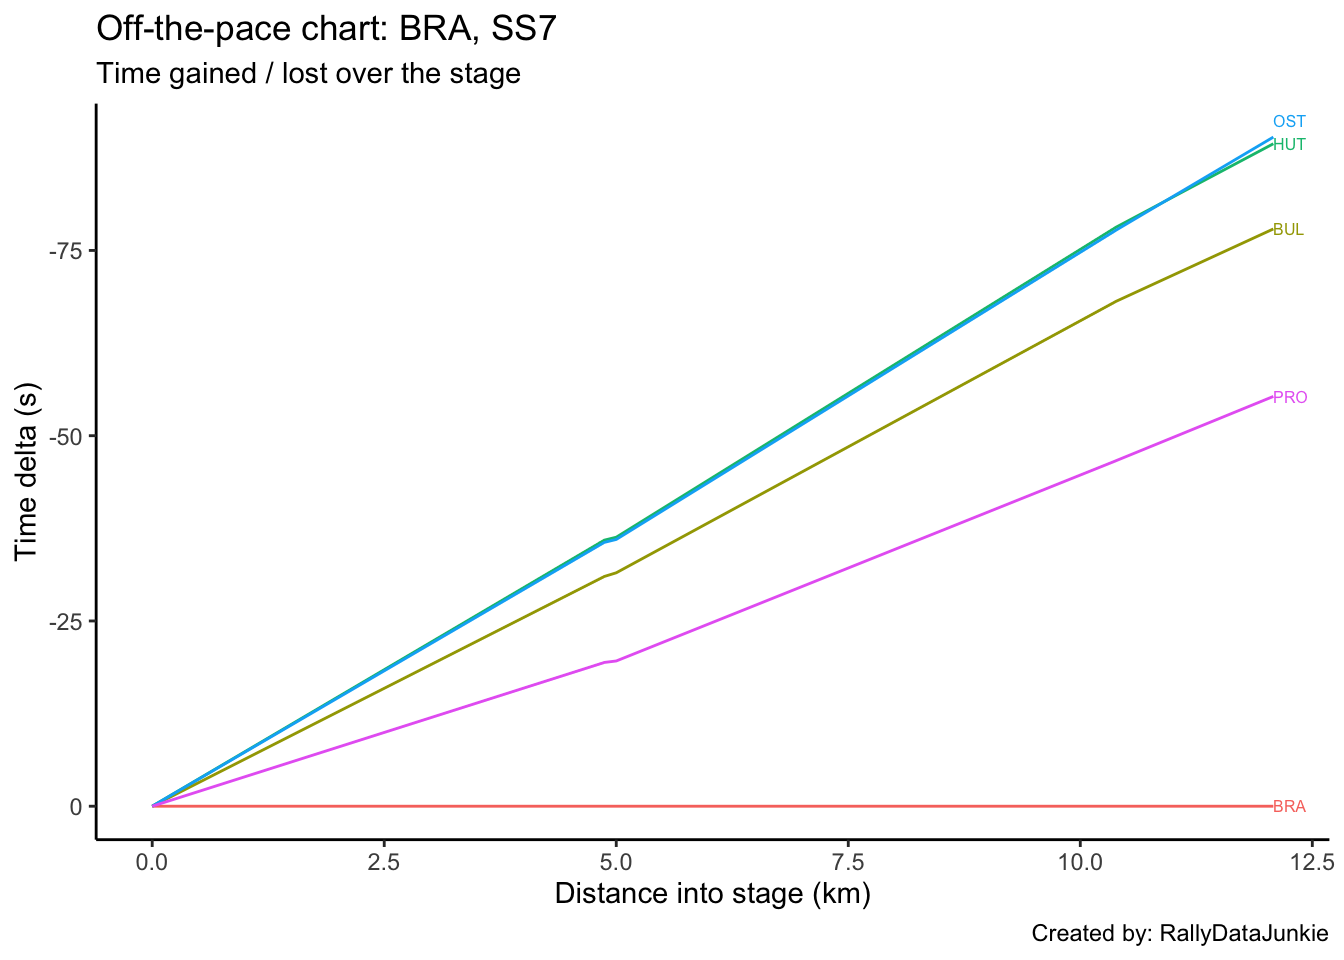 Off-the-pace chart: BRA, SS7
Time gained / lost over the stage
OST
HUT
BUL
PRO
BRA
-75
-50
-25
0
Time delta (s)
0.0 2.5 5.0 7.5 10.0 12.5
Distance into stage (km)
Created by: RallyDataJunkie